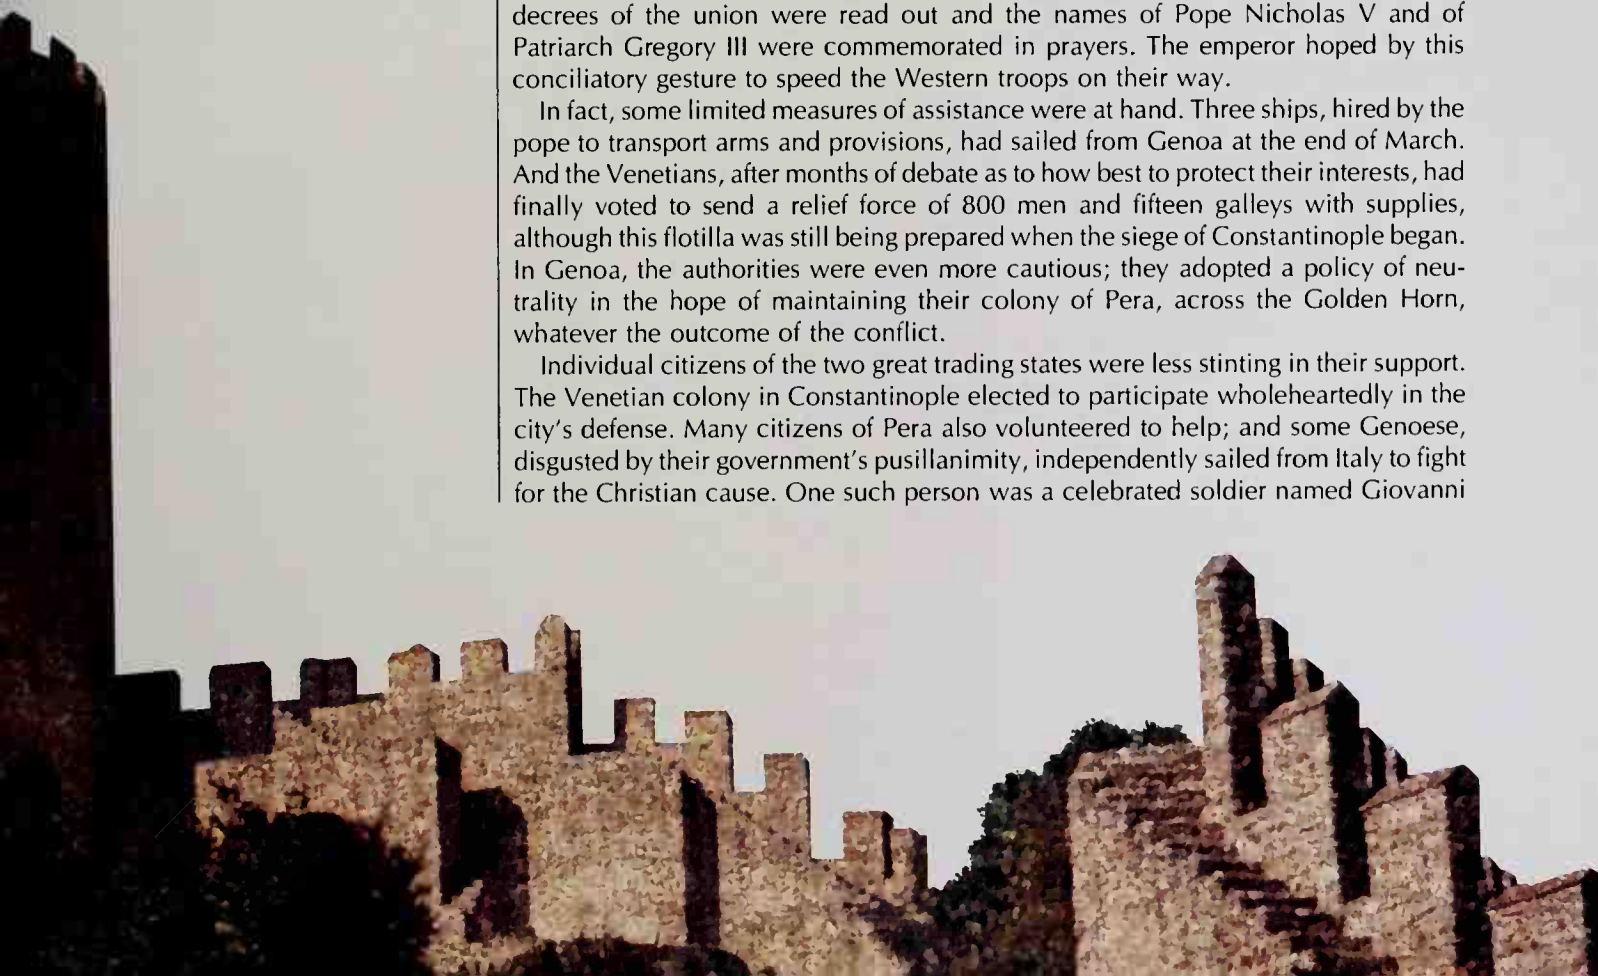 decrees of the union were read out and the names of Pope Nicholas V and of
Patriarch Gregory III were commemorated in prayers. The emperor hoped by this
conciliatory gesture to speed the Western troops on their way.
In fact, some limited measures of assistance were at hand. Three ships, hired by the
pope to transport arms and provisions, had sailed from Genoa at the end of March.
And the Venetians, after months of debate as to how best to protect their interests, had
finally voted to send a relief force of 800 men and fifteen galleys with supplies,
although this flotilla was still being prepared when the siege of Constantinople began.
In Genoa, the authorities were even more cautious; they adopted a policy of neu-
trality in the hope of maintaining their colony of Pera, across the Golden Horn,
whatever the outcome of the conflict.
Individual citizens of the two great trading states were less stinting in their support.
The Venetian colony in Constantinople elected to participate wholeheartedly in the
city's defense. Many citizens of Pera also volunteered to help; and some Genoese,
disgusted by their government's pusillanimity, independently sailed from Italy to fight
for the Christian cause. One such person was a celebrated soldier named Giovanni